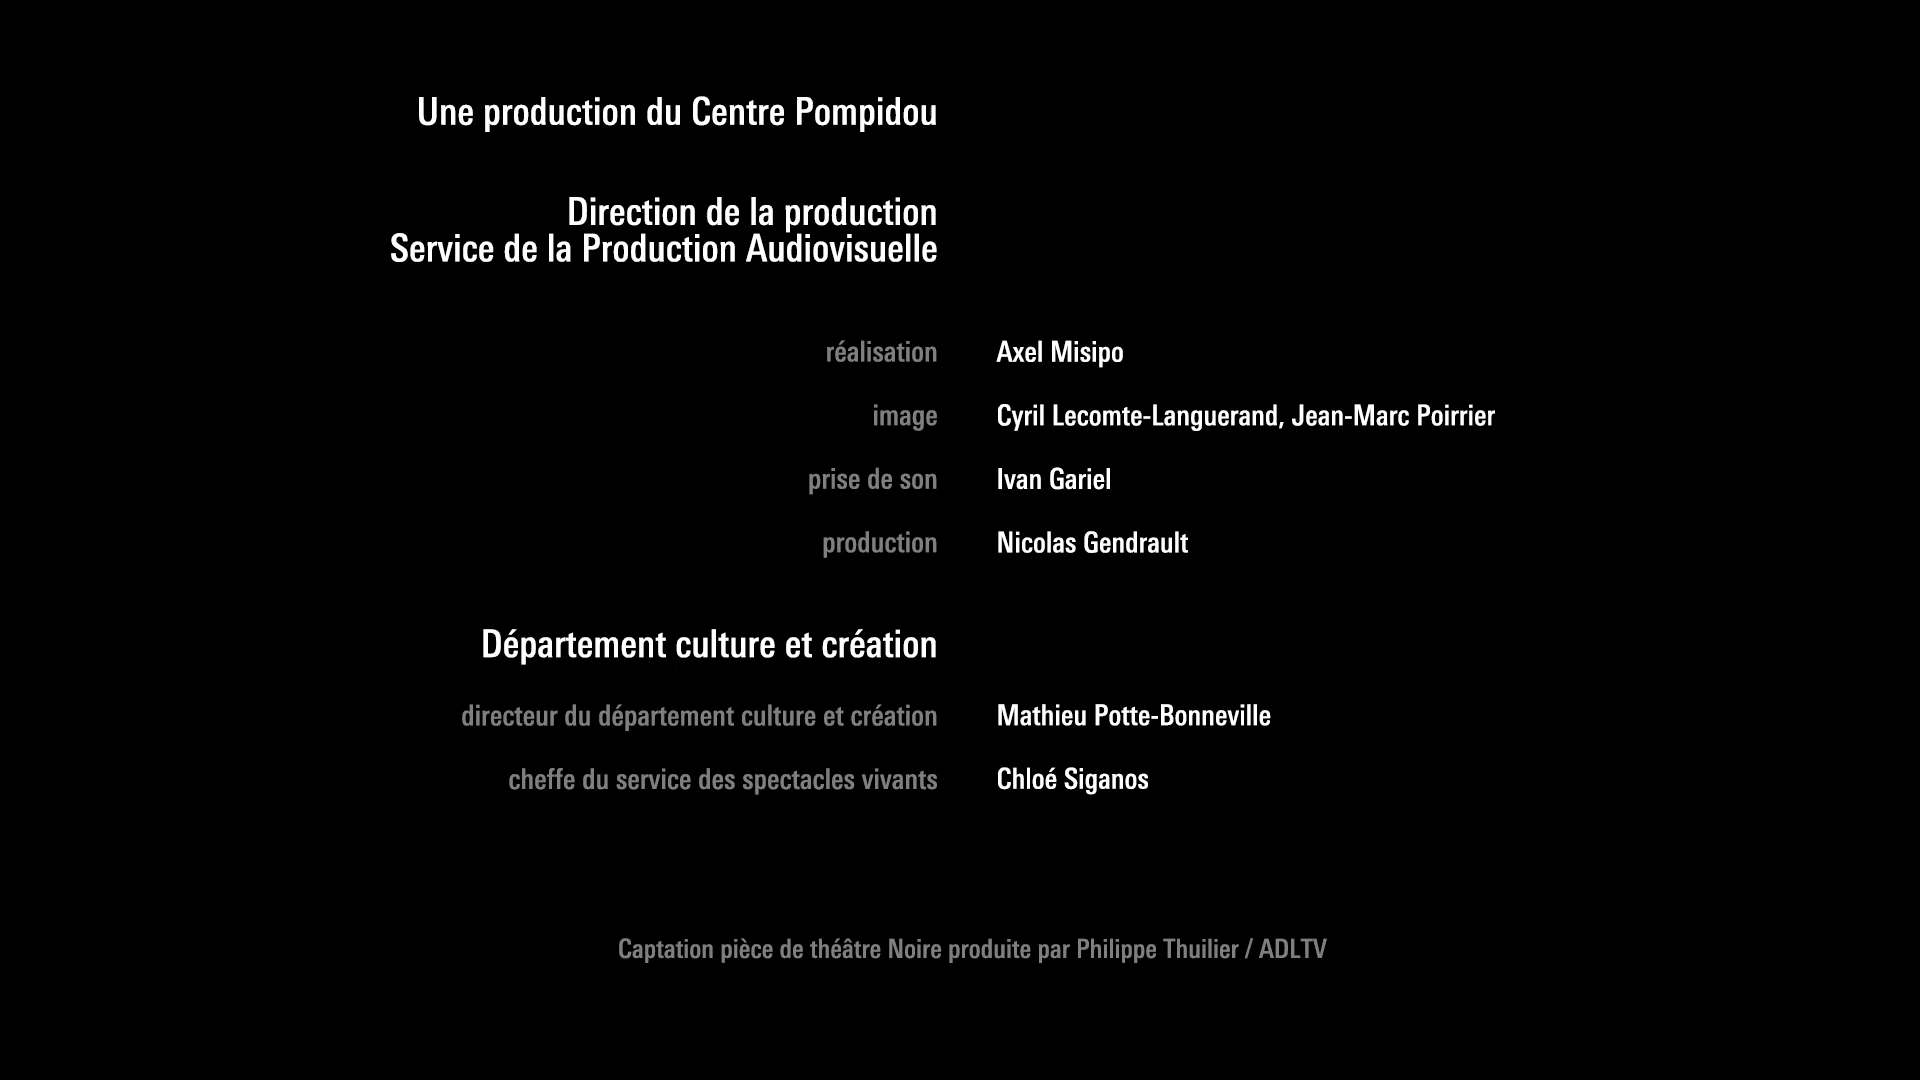 Une production du Centre Pompidou
Direction de la production
Service de la Production Audiovisuelle
réalisation Axel Misipo
image Cyril Lecomte-Languerand, Jean-Marc Poirrier
prise de son Ivan Gariel
production Nicolas Gendrault
Département culture et création
directeur du département culture et création Mathieu Potte-Bonneville
cheffe du service des spectacles vivants Chloé Siganos
Captation pièce de théâtre Noire produite par Philippe Thuilier / ADLTV